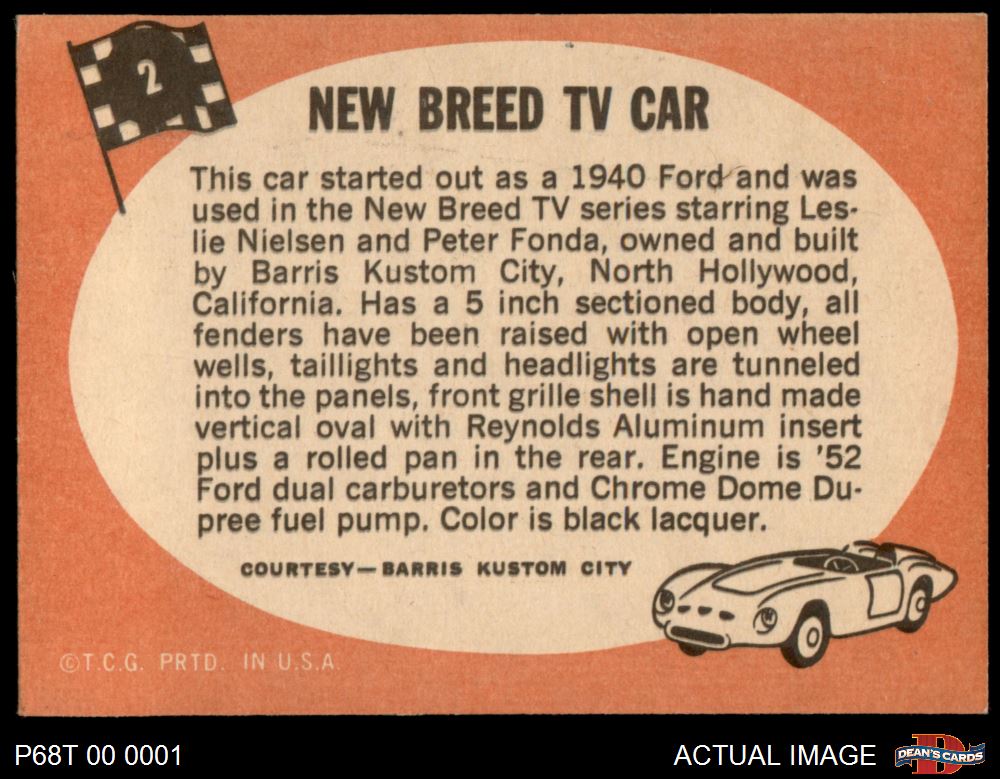 2
NEW BREED TV CAR
This car started out as a 1940 Ford and was
used in the New Breed TV series starring Les-
lie Nielsen and Peter Fonda, owned and built
by Barris Kustom City, North Hollywood,
California. Has a 5 inch sectioned body, all
fenders have been raised with open wheel
wells, taillights and headlights are tunneled
into the panels, front grille shell is hand made
vertical oval with Reynolds Aluminum insert
plus a rolled pan in the rear. Engine is '52
Ford dual carburetors and Chrome Dome Du-
pree fuel pump. Color is black lacquer.
COURTESY—BARRIS KUSTOM CITY
©T.C.G. PRTD. IN U.S.A.
P68T 00 0001
ACTUAL IMAGE
D
DEAN'S CARDS